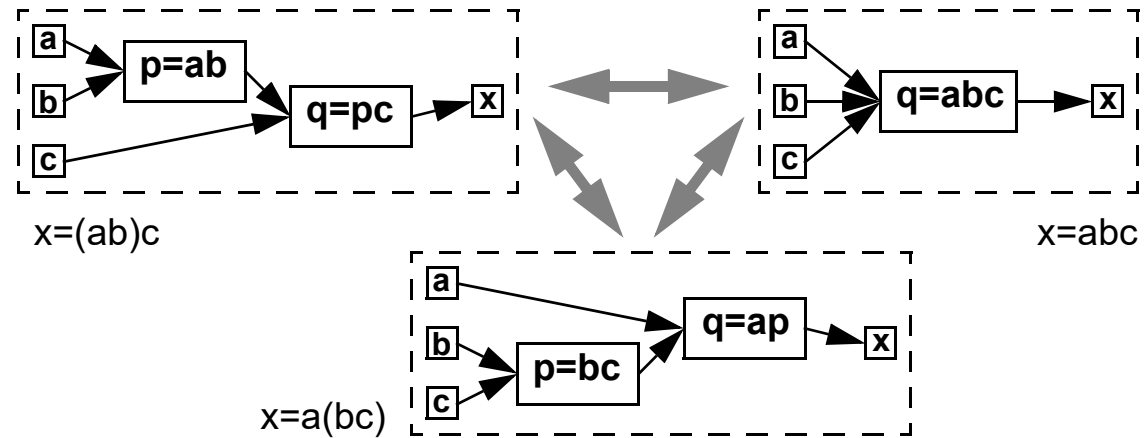 a
b
c
p=ab
q=pc
x
x=(ab)c
a
b
c
q=abc
x
x=abc
a
b
c
p=bc
q=ap
x
x=a(bc)